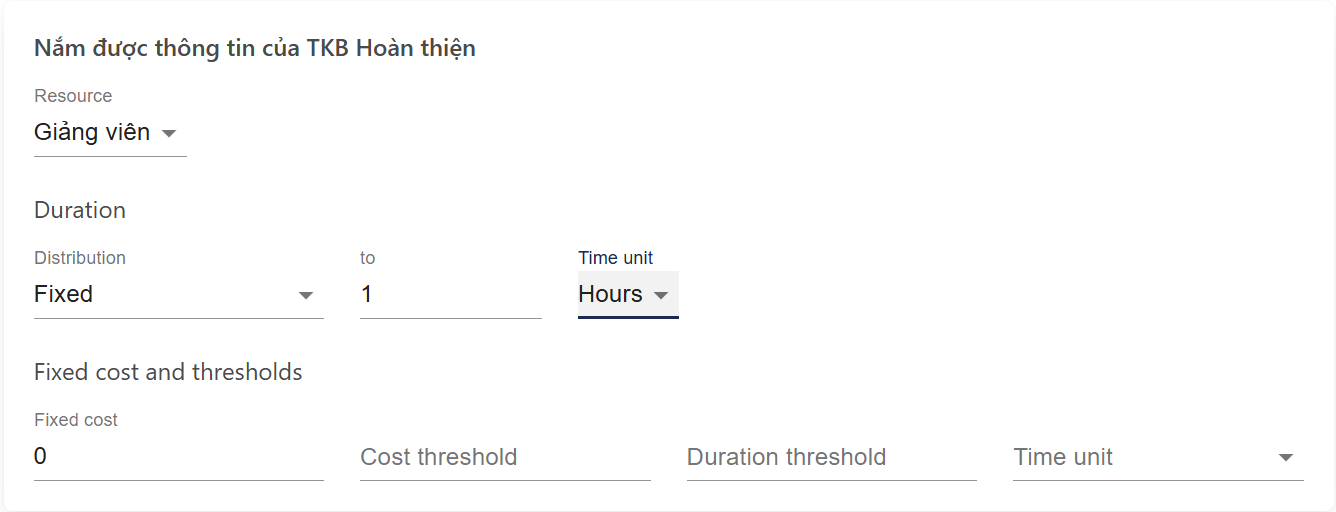 Nắm được thông tin của TKB Hoàn thiện
Resource
Giảng viên
Duration
Distribution to Time unit
Fixed 1 Hours
Fixed cost and thresholds
Fixed cost
0 Cost threshold Duration threshold Time unit